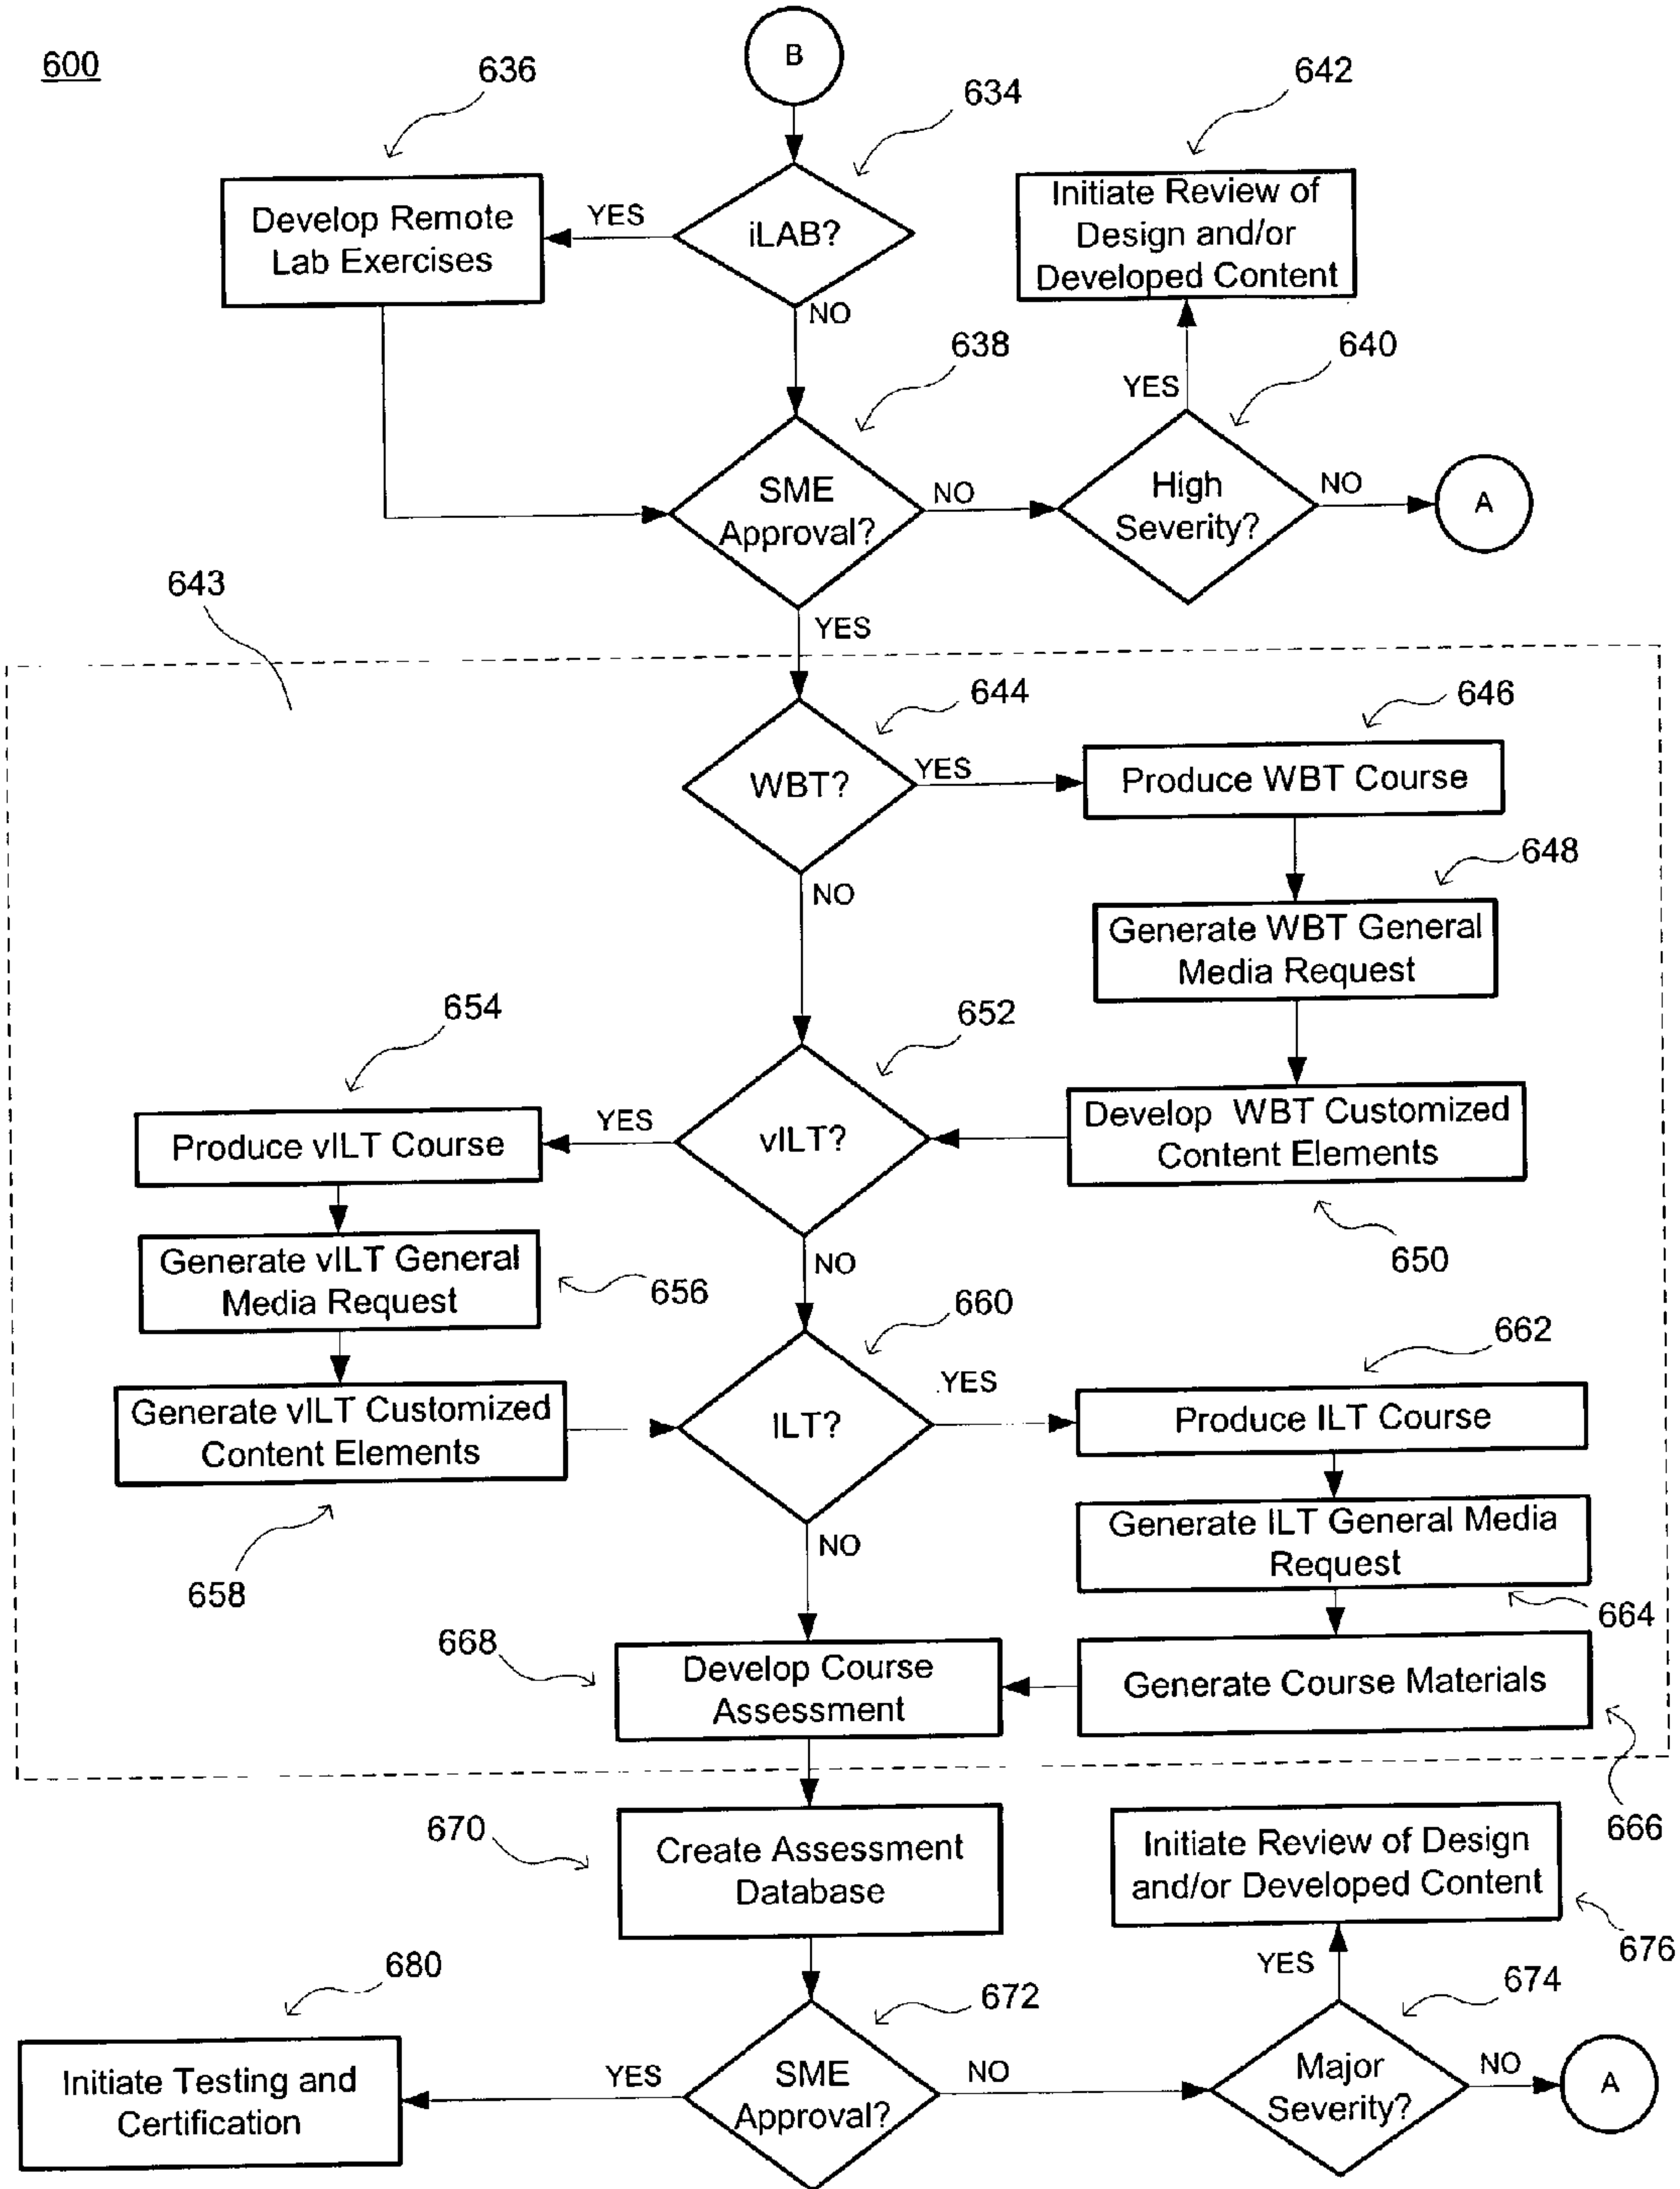 600
B
636
634
642
Develop Remote
Lab Exercises
YES
iLAB?
Initiate Review of
Design and/or
Developed Content
NO
638
640
YES
SME
Approval?
NO
High
Severity?
NO
A
643
YES
644
646
WBT?
YES
Produce WBT Course
NO
648
Generate WBT General
Media Request
654
652
Produce vILT Course
YES
vILT?
Develop WBT Customized
Content Elements
650
NO
Generate vILT General
Media Request
656
660
662
Generate vILT Customized
Content Elements
ILT?
YES
Produce ILT Course
658
NO
Generate ILT General Media
Request
664
668
Develop Course
Assessment
Generate Course Materials
666
670
Create Assessment
Database
Initiate Review of Design
and/or Developed Content
676
680
672
YES
674
Initiate Testing and
Certification
YES
SME
Approval?
NO
Major
Severity?
NO
A